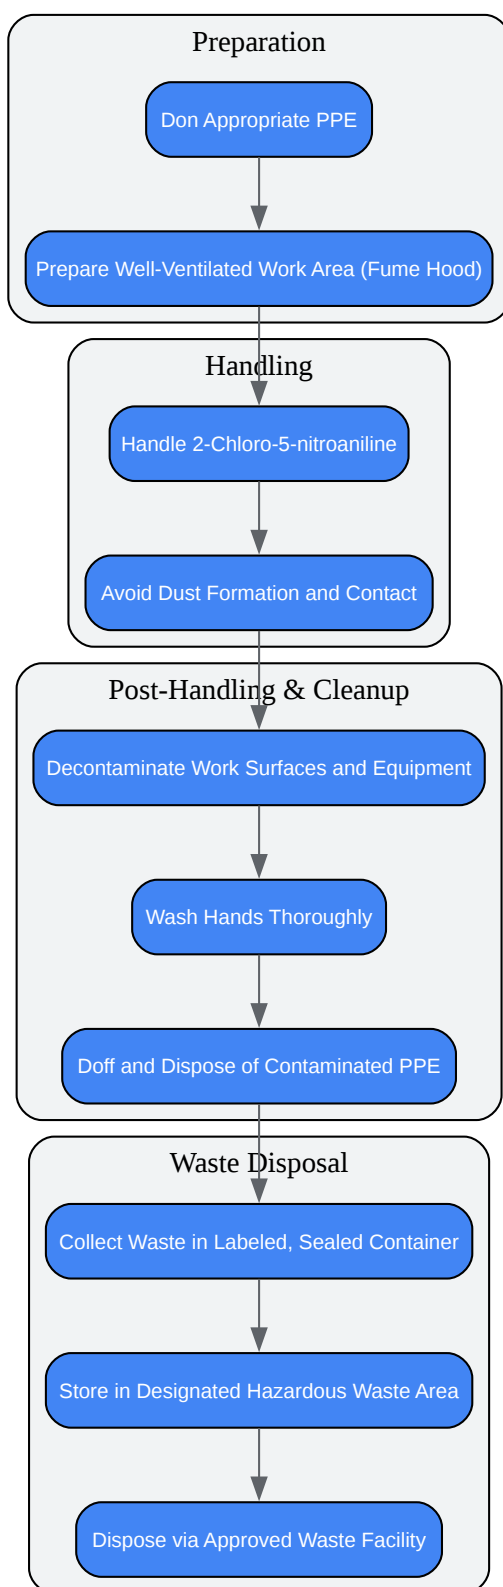 Preparation
Don Appropriate PPE
Prepare Well-Ventilated Work Area (Fume Hood)
Handling
Handle 2-Chloro-5-nitroaniline
Avoid Dust Formation and Contact
Post-Handling & Cleanup
Decontaminate Work Surfaces and Equipment
Wash Hands Thoroughly
Doff and Dispose of Contaminated PPE
Waste Disposal
Collect Waste in Labeled, Sealed Container
Store in Designated Hazardous Waste Area
Dispose via Approved Waste Facility